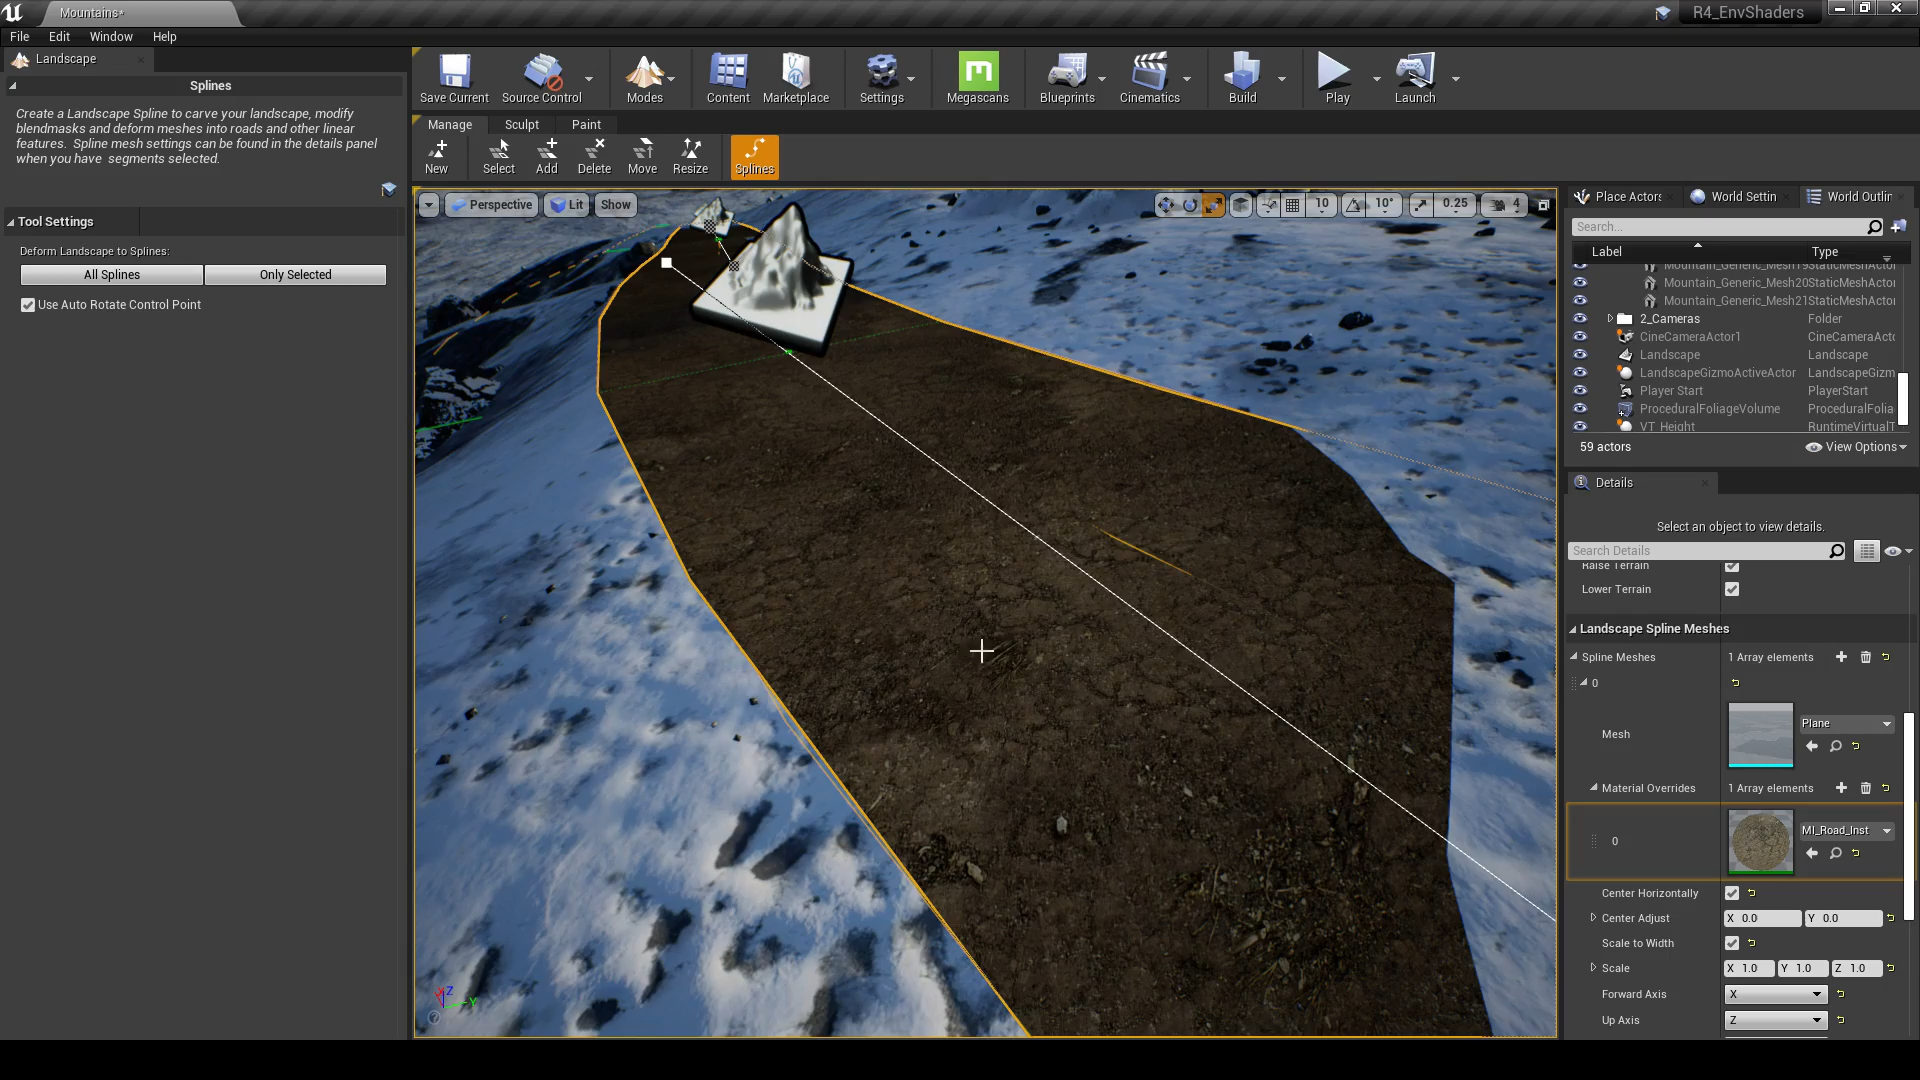 Mountains*
R4_EnvShaders
File Edit Window Help
Landscape
Splines
Create a Landscape Spline to carve your landscape, modify
blendmasks and deform meshes into roads and other linear
features. Spline mesh settings can be found in the details panel
when you have segments selected.
Tool Settings
Deform Landscape to Splines:
All Splines Only Selected
Use Auto Rotate Control Point
Save Current Source Control Modes Content Marketplace Settings Megascans Blueprints Cinematics Build Play Launch
Manage Sculpt Paint
New Select Add Delete Move Resize Splines
Perspective Lit Show
10 10° 0.25 4
Z
Y
Place Actors World Settin World Outlin
Search...
Label Type
Mountain_Generic_Mesh19StaticMeshActor
Mountain_Generic_Mesh20StaticMeshActor
Mountain_Generic_Mesh21StaticMeshActor
2_Cameras Folder
CineCameraActor1 CineCameraActo
Landscape Landscape
LandscapeGizmoActiveActor LandscapeGizm
Player Start PlayerStart
ProceduralFoliageVolume ProceduralFolia
VT_Height RuntimeVirtualT
59 actors View Options
Details
Select an object to view details.
Search Details
Raise Terrain
Lower Terrain
Landscape Spline Meshes
Spline Meshes 1 Array elements
0
Mesh Plane
Material Overrides 1 Array elements
0 MI_Road_Inst
Center Horizontally
Center Adjust X 0.0 Y 0.0
Scale to Width
Scale X 1.0 Y 1.0 Z 1.0
Forward Axis X
Up Axis Z